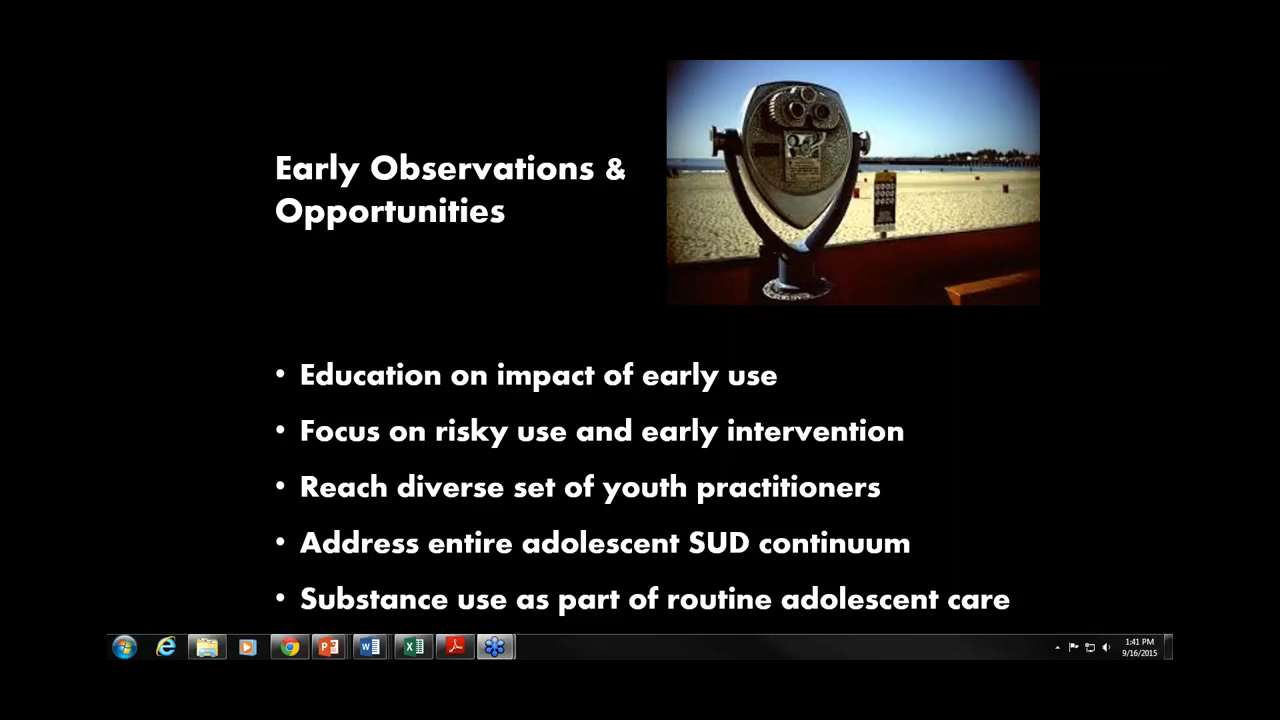 Early Observations &
Opportunities
• Education on impact of early use
• Focus on risky use and early intervention
• Reach diverse set of youth practitioners
• Address entire adolescent SUD continuum
• Substance use as part of routine adolescent care
1:41 PM
9/16/2015